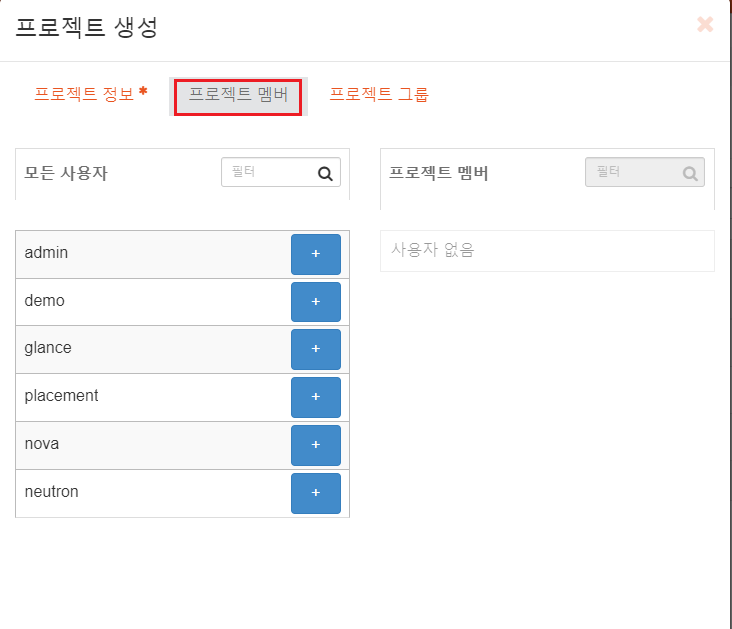 프로젝트 생성
프로젝트 정보 *
프로젝트 멤버
프로젝트 그룹
모든 사용자
필터
admin
+
demo
+
glance
+
placement
+
nova
+
neutron
+
프로젝트 멤버
필터
사용자 없음